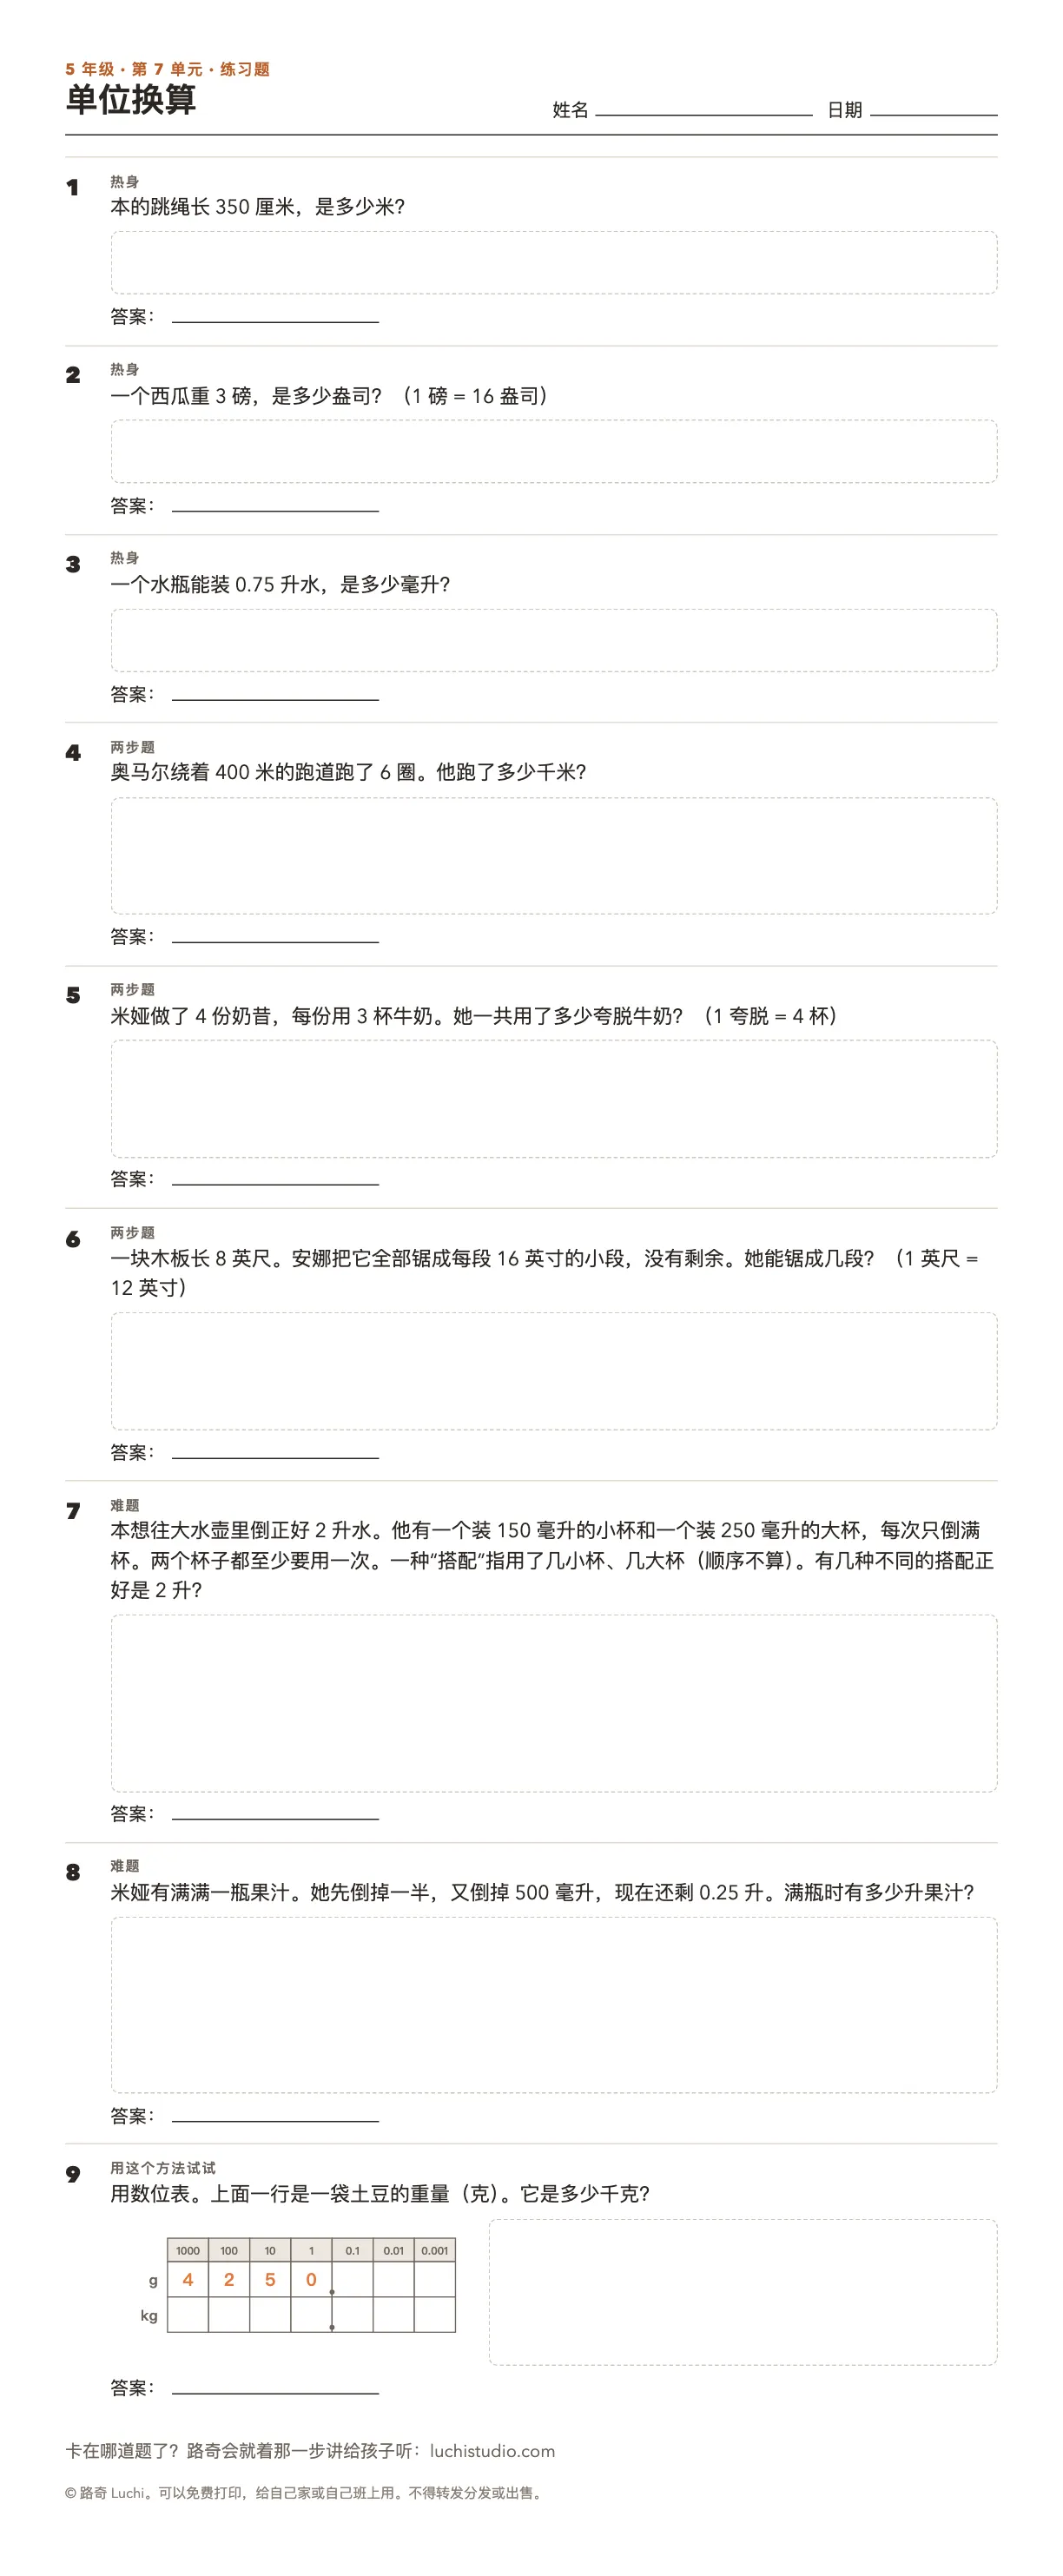 5 年级 · 第 7 单元 · 练习题
单位换算
姓名
日期
1
热身
本的跳绳长 350 厘米，是多少米？
答案：
2
热身
一个西瓜重 3 磅，是多少盎司？（1 磅 = 16 盎司）
答案：
3
热身
一个水瓶能装 0.75 升水，是多少毫升？
答案：
4
两步题
奥马尔绕着 400 米的跑道跑了 6 圈。他跑了多少千米？
答案：
5
两步题
米娅做了 4 份奶昔，每份用 3 杯牛奶。她一共用了多少夸脱牛奶？（1 夸脱 = 4 杯）
答案：
6
两步题
一块木板长 8 英尺。安娜把它全部锯成每段 16 英寸的小段，没有剩余。她能锯成几段？（1 英尺 =
12 英寸）
答案：
7
难题
本想往大水壶里倒正好 2 升水。他有一个装 150 毫升的小杯和一个装 250 毫升的大杯，每次只倒满
杯。两个杯子都至少要用一次。一种“搭配”指用了几小杯、几大杯（顺序不算）。有几种不同的搭配正
好是 2 升？
答案：
8
难题
米娅有满满一瓶果汁。她先倒掉一半，又倒掉 500 毫升，现在还剩 0.25 升。满瓶时有多少升果汁？
答案：
9
用这个方法试试
用数位表。上面一行是一袋土豆的重量（克）。它是多少千克？
1000 100 10 1 0.1 0.01 0.001
g 4 2 5 0 .
kg .
答案：
卡在哪道题了？路奇会就着那一步讲给孩子听：luchistudio.com
© 路奇 Luchi。可以免费打印，给自己家或自己班上用。不得转发分发或出售。